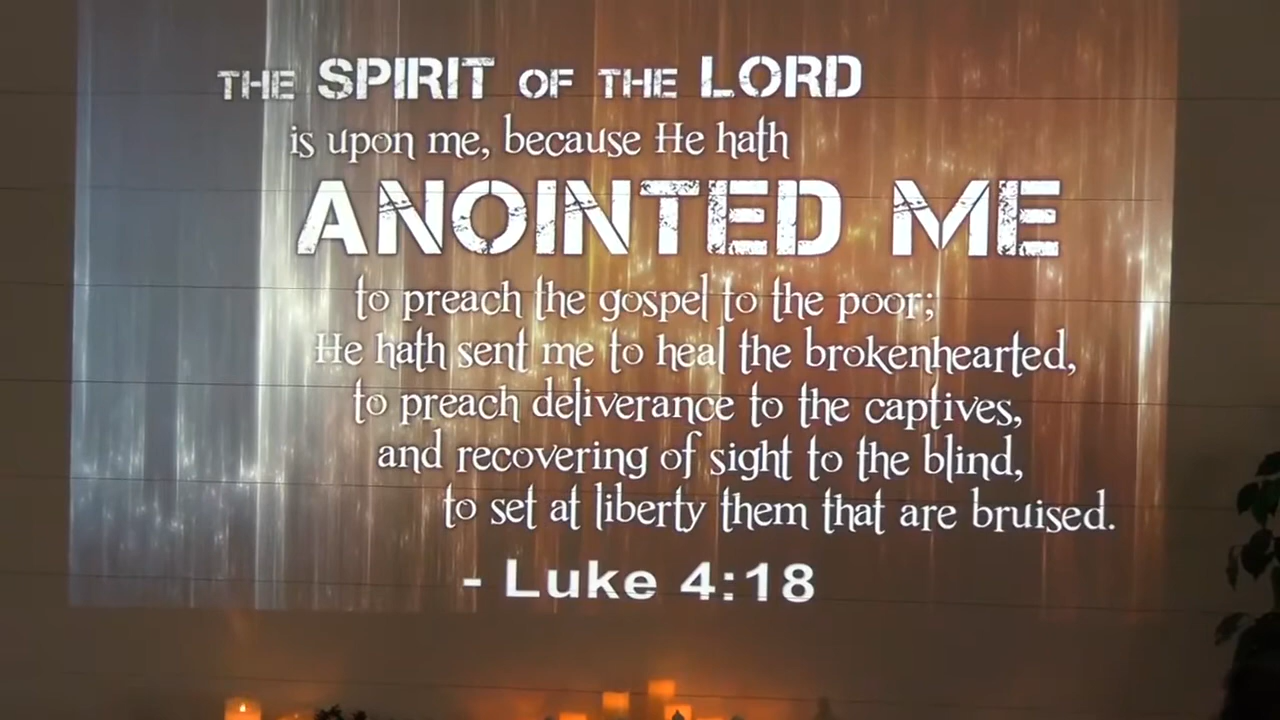 THE SPIRIT OF THE LORD
is upon me, because He hath
ANOINTED ME
to preach the gospel to the poor;
He hath sent me to heal the brokenhearted,
to preach deliverance to the captives,
and recovering of sight to the blind,
to set at liberty them that are bruised.
- Luke 4:18